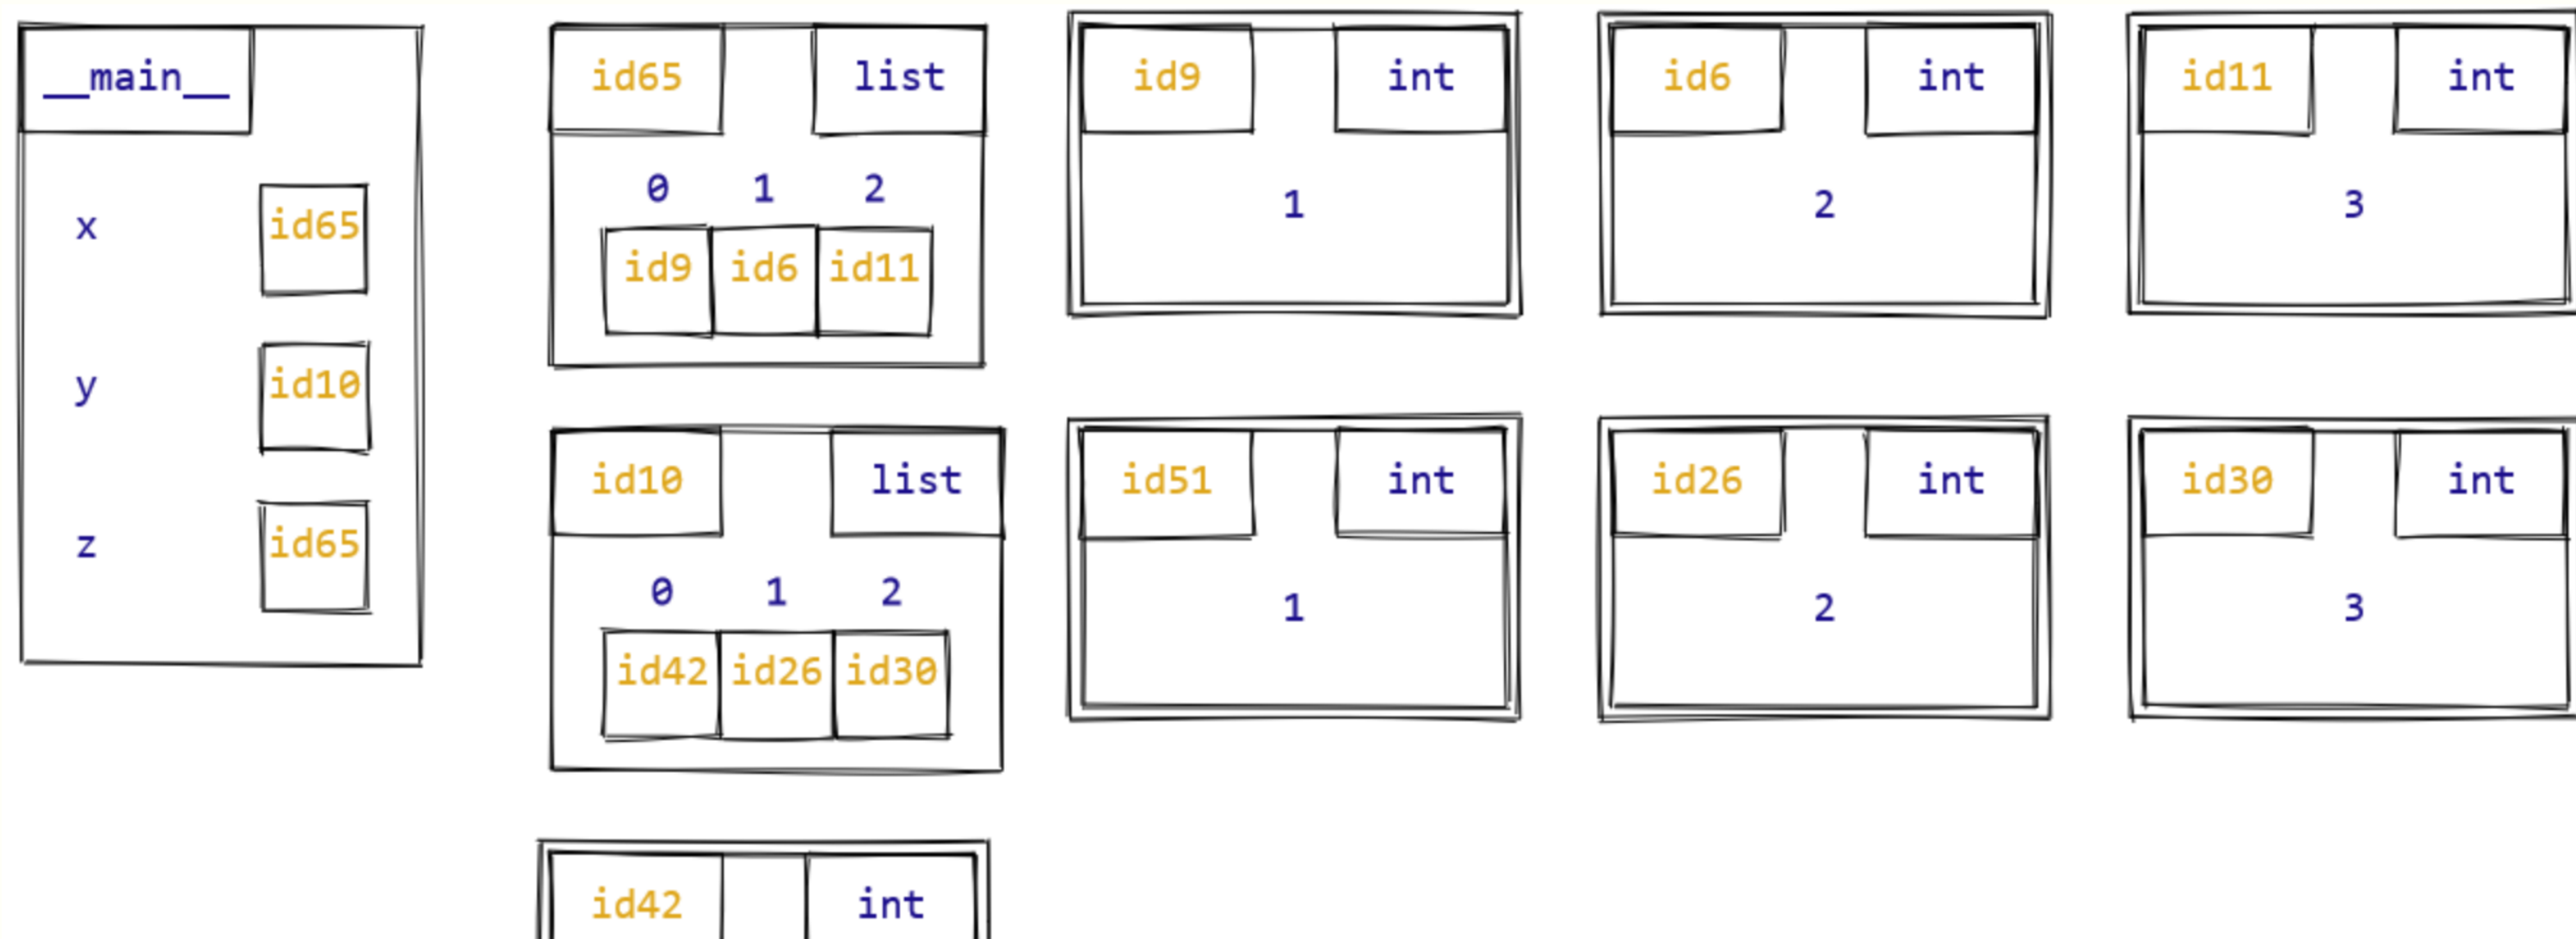 __main__
x id65
y id10
z id65
id65 list
0 1 2
id9 id6 id11
id9 int
1
id6 int
2
id11 int
3
id10 list
0 1 2
id42 id26 id30
id51 int
1
id26 int
2
id30 int
3
id42 int